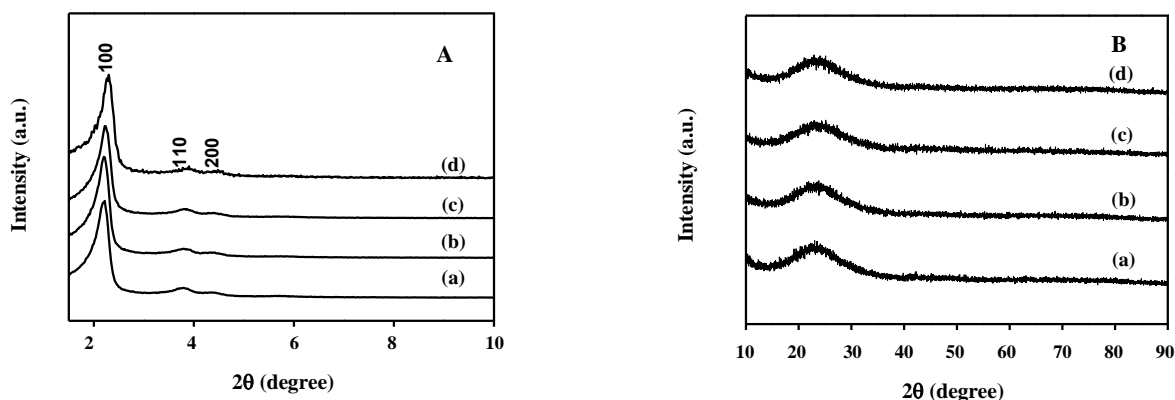 A
100
110
200
(d)
(c)
(b)
(a)
Intensity (a.u.)
2 4 6 8 10
2θ (degree)
B
(d)
(c)
(b)
(a)
Intensity (a.u.)
10 20 30 40 50 60 70 80 90
2θ (degree)